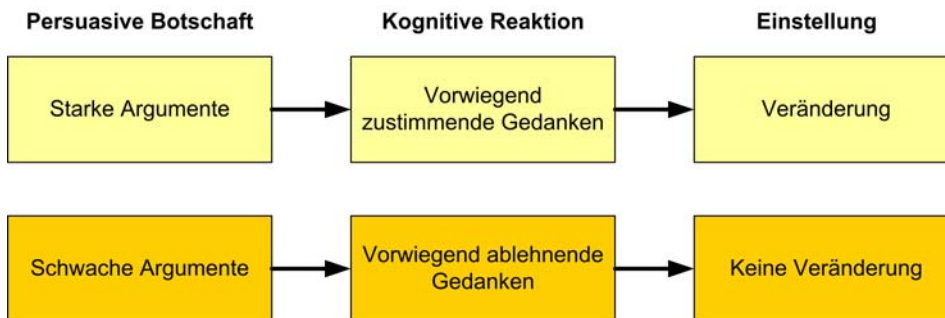 Persuasive Botschaft
Kognitive Reaktion
Einstellung
Starke Argumente
Vorwiegend
zustimmende Gedanken
Veränderung
Schwache Argumente
Vorwiegend ablehnende
Gedanken
Keine Veränderung